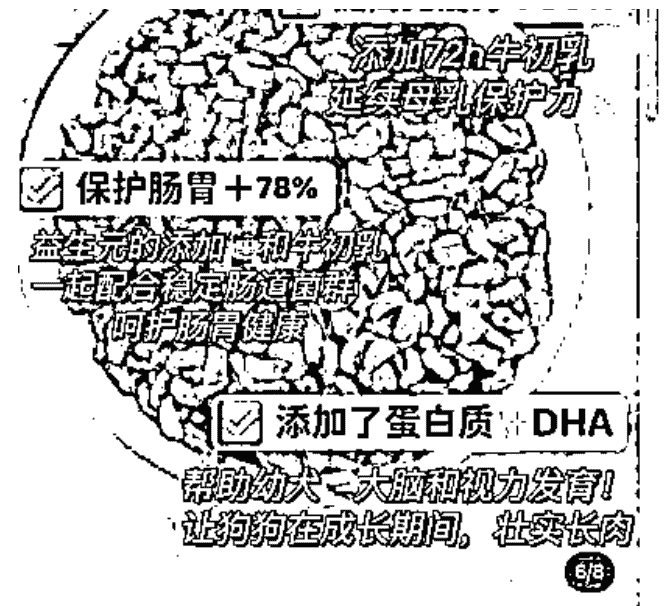 添加72h牛初乳
延续母乳保护力
保护肠胃+78%
益生元的添加 和牛初乳
一起配合稳定肠道菌群
呵护肠胃健康
添加了蛋白质 DHA
帮助幼犬 大脑和视力发育!
让狗狗在成长期间，壮实长肉
6/8